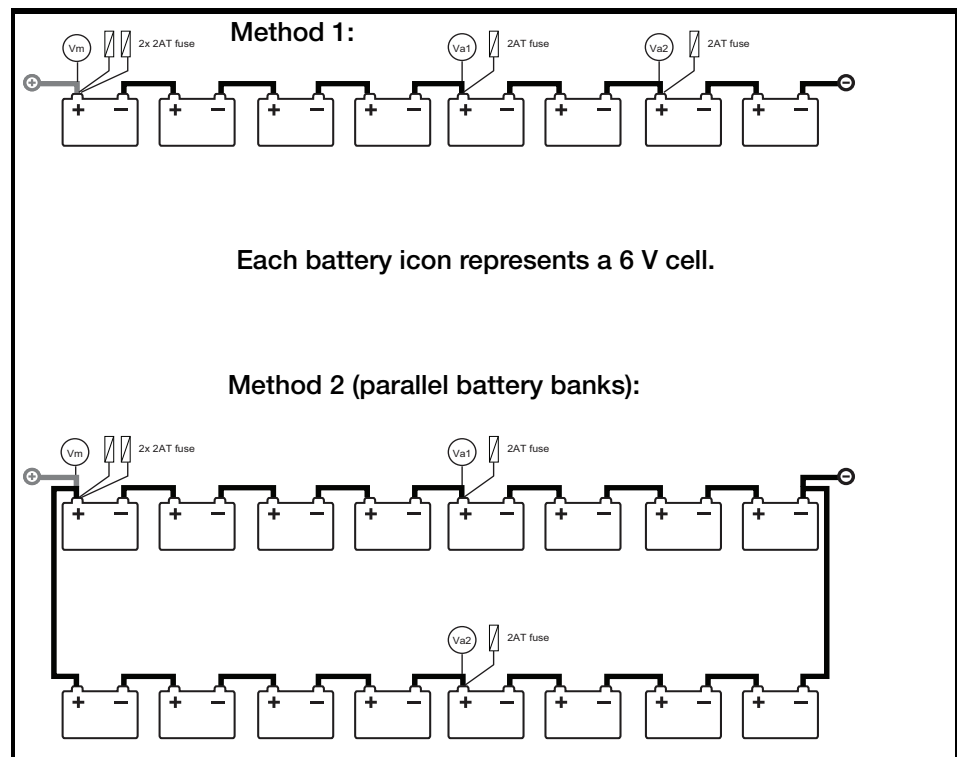 Method 1:
Vm
2x 2AT fuse
Va1
2AT fuse
Va2
2AT fuse
+
−
+ − + − + − + − + − + − + − + −
Each battery icon represents a 6 V cell.
Method 2 (parallel battery banks):
Vm
2x 2AT fuse
Va1
2AT fuse
+
−
+ − + − + − + − + − + − + − + −
Va2
2AT fuse
+ − + − + − + − + − + − + − + −